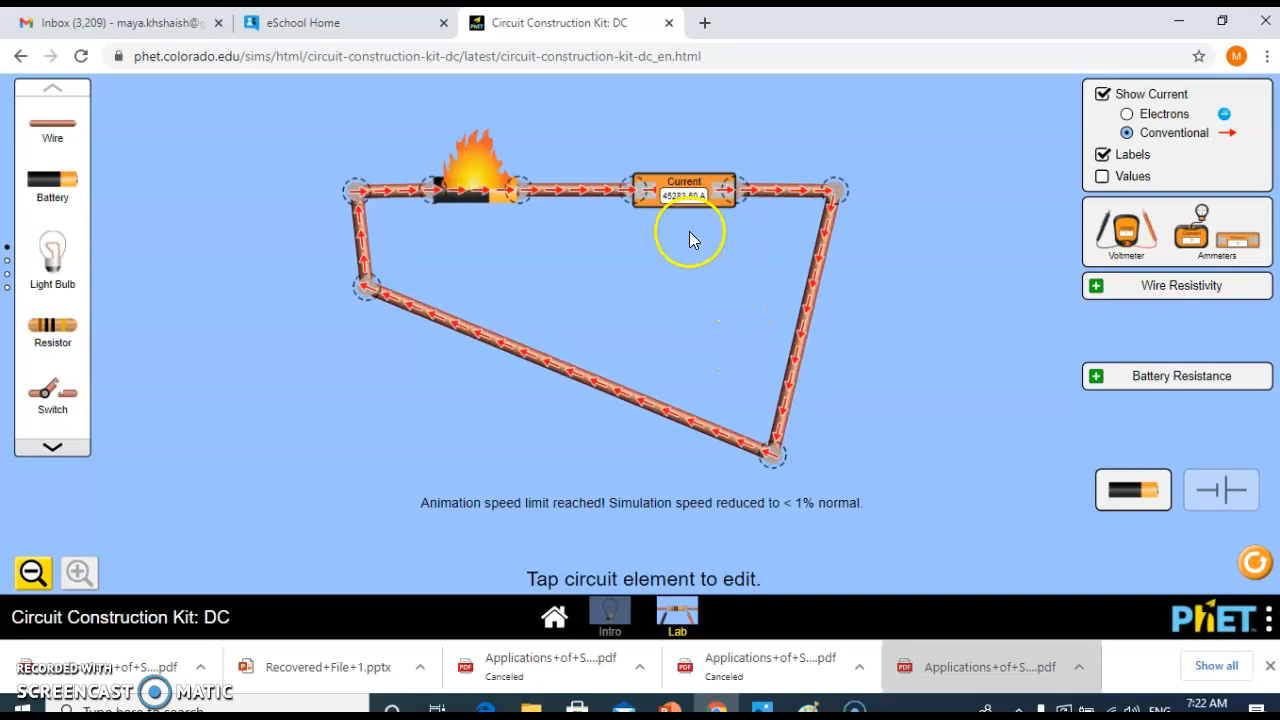 Inbox (3,209) - maya.khshaish@g
eSchool Home
Circuit Construction Kit: DC
phet.colorado.edu/sims/html/circuit-construction-kit-dc/latest/circuit-construction-kit-dc_en.html
M
Wire
Battery
Light Bulb
Resistor
Switch
Current
Show Current
Electrons
Conventional
Labels
Values
Voltmeter
Ammeters
Wire Resistivity
Battery Resistance
Animation speed limit reached! Simulation speed reduced to < 1% normal.
Tap circuit element to edit.
Circuit Construction Kit: DC
Intro
Lab
PhET
Recovered+File+1.pptx
Applications+of+S....pdf
Canceled
Applications+of+S....pdf
Canceled
Applications+of+S....pdf
Show all
RECORDED WITH
SCREENCAST MATIC
7:22 AM
ENG